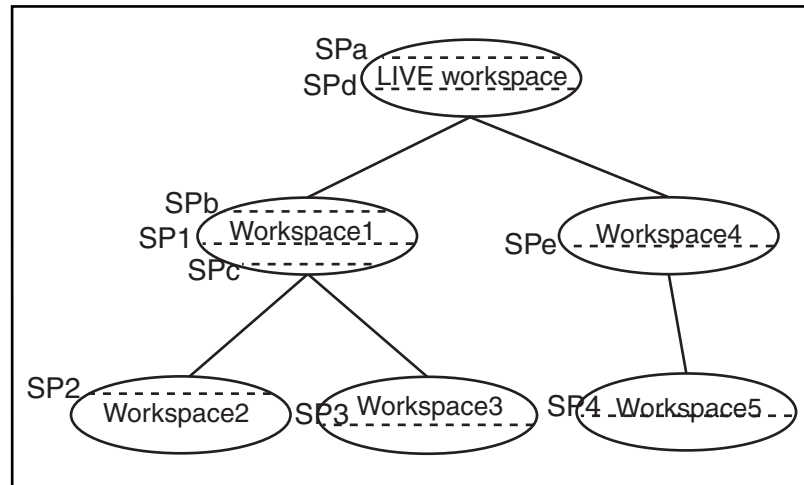 SPa
LIVE workspace
SPd
SPb
Workspace1
SP1
SPc
Workspace4
SPe
SP2
Workspace2
SP3
Workspace3
SP4
Workspace5